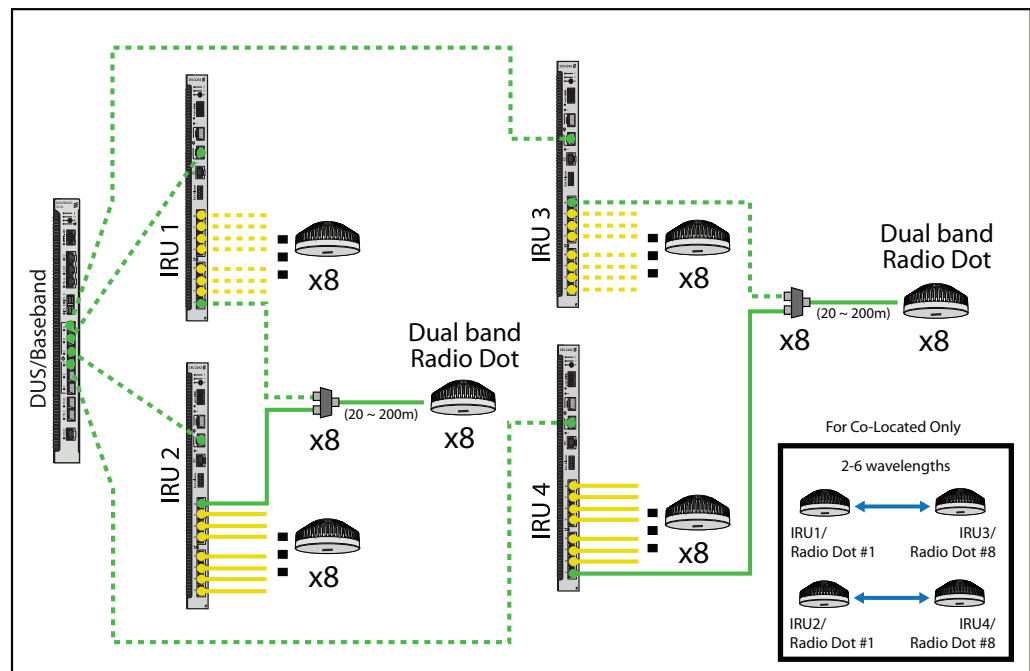 DUS/Baseband
IRU 1
x8
IRU 2
x8
x8
(20 ~ 200m)
Dual band
Radio Dot
x8
IRU 3
x8
IRU 4
x8
x8
(20 ~ 200m)
Dual band
Radio Dot
x8
For Co-Located Only
2-6 wavelengths
IRU1/
Radio Dot #1
IRU3/
Radio Dot #8
IRU2/
Radio Dot #1
IRU4/
Radio Dot #8